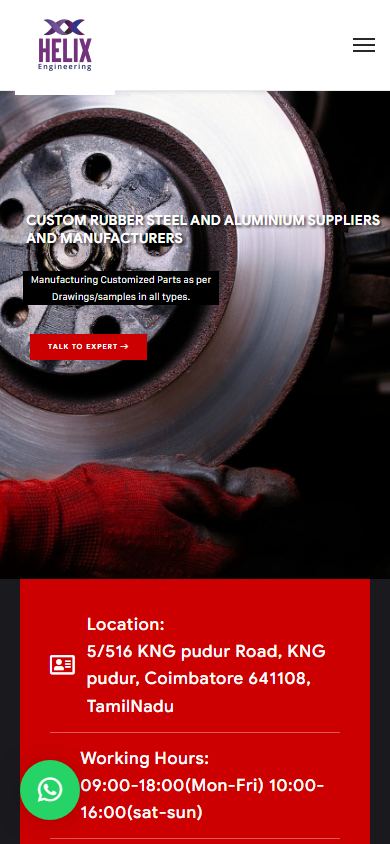 HELIX
Engineering
CUSTOM RUBBER STEEL AND ALUMINIUM SUPPLIERS
AND MANUFACTURERS
Manufacturing Customized Parts as per
Drawings/samples in all types.
TALK TO EXPERT →
Location:
5/516 KNG pudur Road, KNG
pudur, Coimbatore 641108,
TamilNadu
Working Hours:
09:00-18:00(Mon-Fri) 10:00-
16:00(sat-sun)